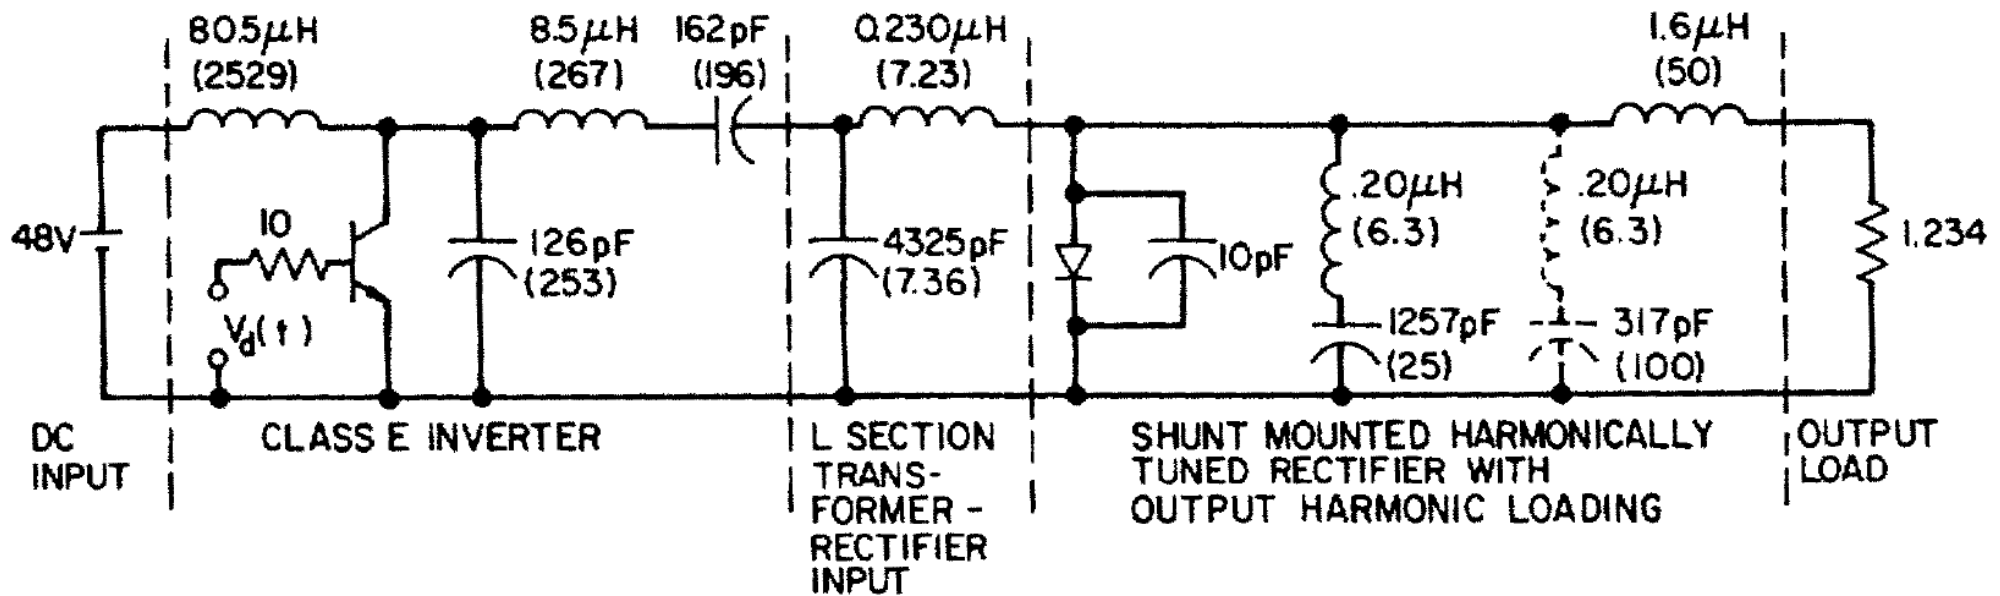 80.5μH
(2529)
8.5μH
(267)
162pF
(196)
0.230μH
(7.23)
1.6μH
(50)
48V
10
V_d(t)
126pF
(253)
4325pF
(7.36)
10pF
.20μH
(6.3)
1257pF
(25)
.20μH
(6.3)
317pF
(100)
1.234
DC
INPUT
CLASS E INVERTER
L SECTION
TRANS-
FORMER -
RECTIFIER
INPUT
SHUNT MOUNTED HARMONICALLY
TUNED RECTIFIER WITH
OUTPUT HARMONIC LOADING
OUTPUT
LOAD